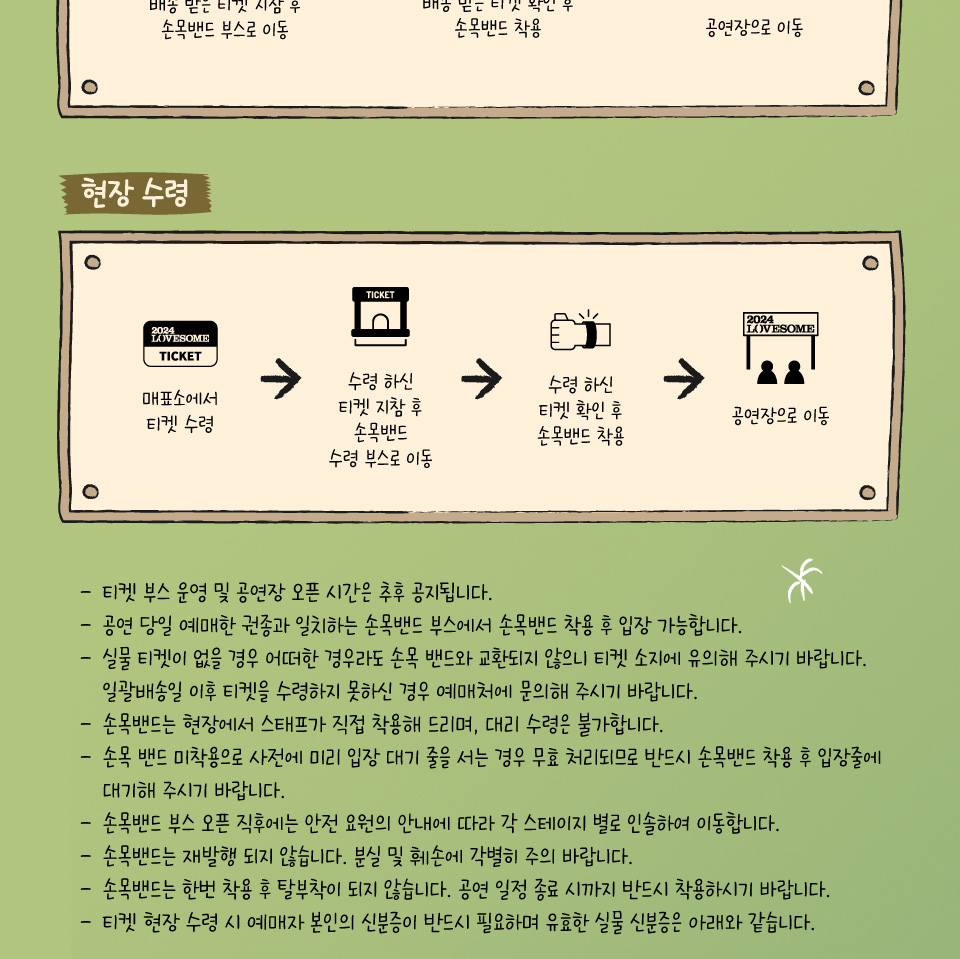 배송 받은 티켓 지참 후
손목밴드 부스로 이동
배송 받은 티켓 확인 후
손목밴드 착용
공연장으로 이동
현장 수령
2024
LOVESOME
TICKET
매표소에서
티켓 수령
TICKET
수령 하신
티켓 지참 후
손목밴드
수령 부스로 이동
수령 하신
티켓 확인 후
손목밴드 착용
2024
LOVESOME
공연장으로 이동
- 티켓 부스 운영 및 공연장 오픈 시간은 추후 공지됩니다.
- 공연 당일 예매한 권종과 일치하는 손목밴드 부스에서 손목밴드 착용 후 입장 가능합니다.
- 실물 티켓이 없을 경우 어떠한 경우라도 손목 밴드와 교환되지 않으니 티켓 소지에 유의해 주시기 바랍니다.
일괄배송일 이후 티켓을 수령하지 못하신 경우 예매처에 문의해 주시기 바랍니다.
- 손목밴드는 현장에서 스태프가 직접 착용해 드리며, 대리 수령은 불가합니다.
- 손목 밴드 미착용으로 사전에 미리 입장 대기 줄을 서는 경우 무효 처리되므로 반드시 손목밴드 착용 후 입장줄에
대기해 주시기 바랍니다.
- 손목밴드 부스 오픈 직후에는 안전 요원의 안내에 따라 각 스테이지 별로 인솔하여 이동합니다.
- 손목밴드는 재발행 되지 않습니다. 분실 및 훼손에 각별히 주의 바랍니다.
- 손목밴드는 한번 착용 후 탈부착이 되지 않습니다. 공연 일정 종료 시까지 반드시 착용하시기 바랍니다.
- 티켓 현장 수령 시 예매자 본인의 신분증이 반드시 필요하며 유효한 실물 신분증은 아래와 같습니다.